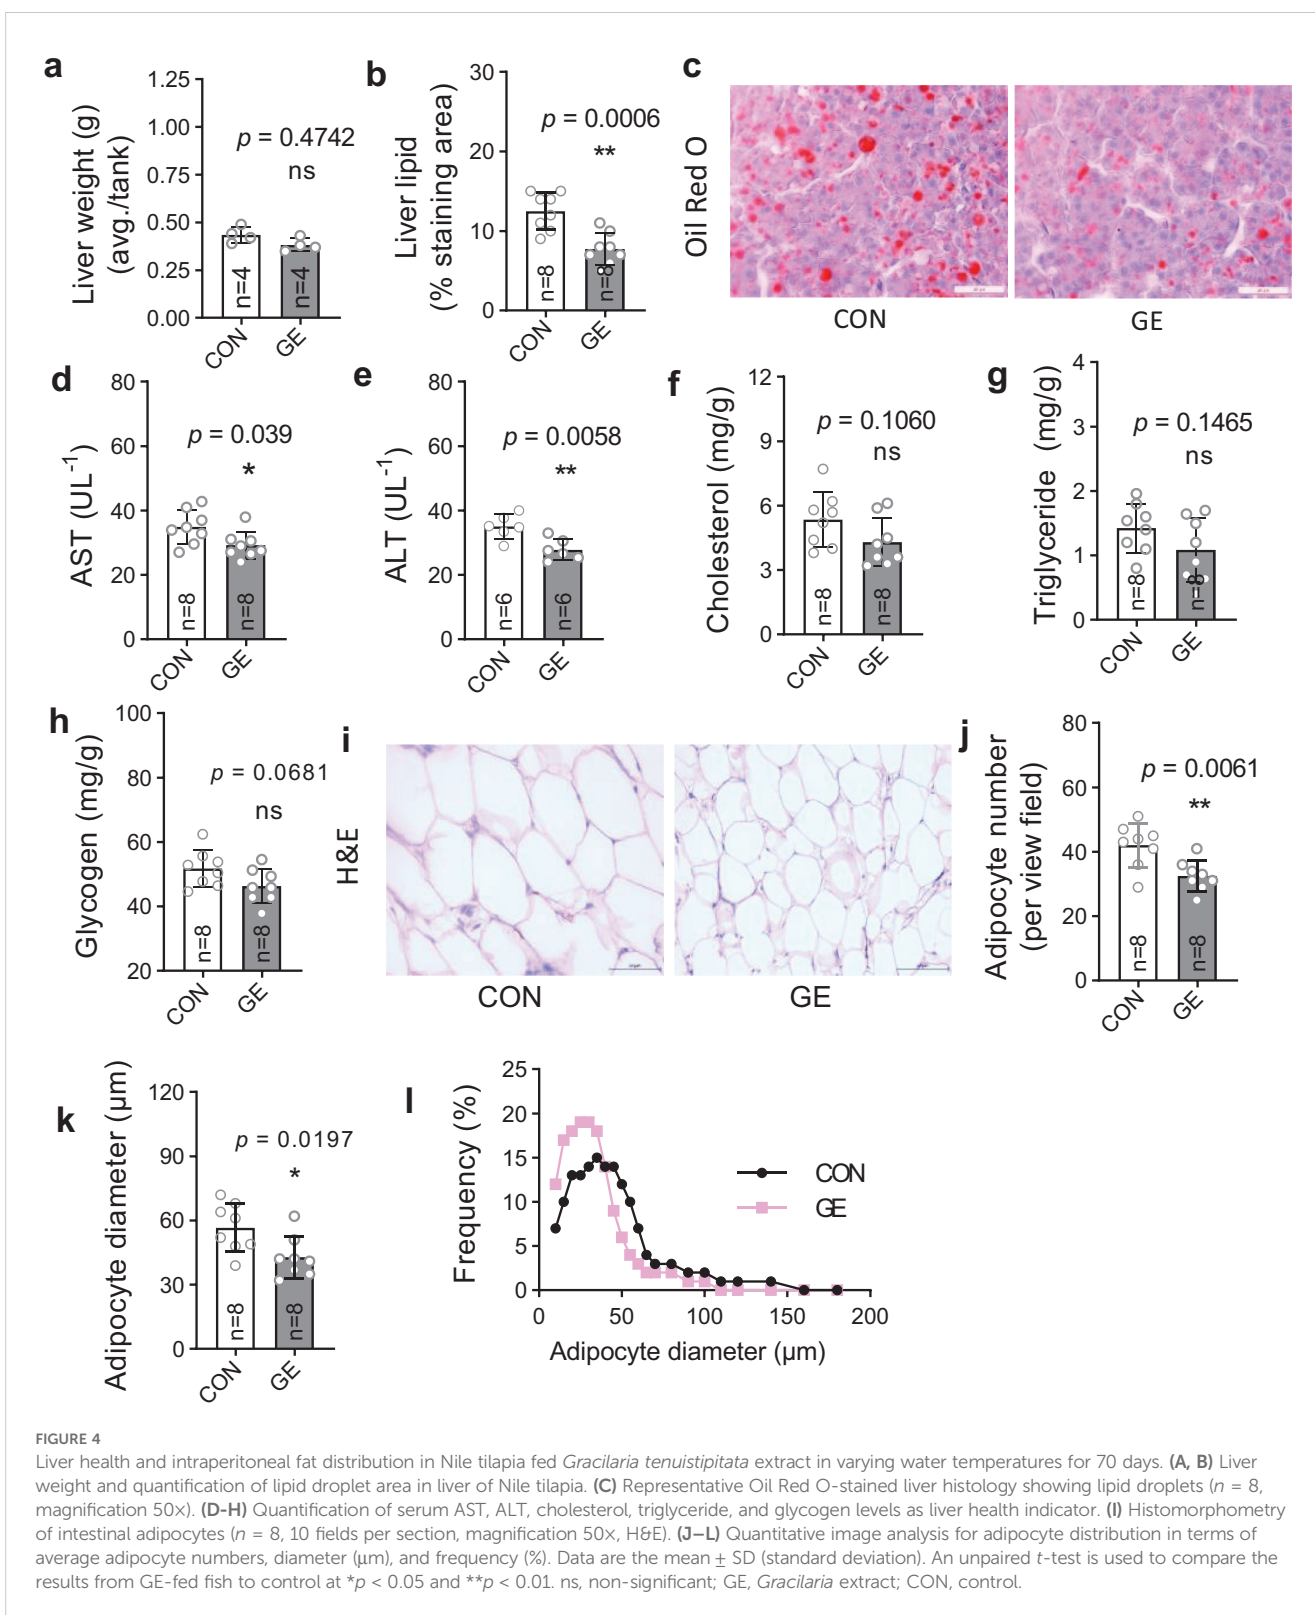 a
Liver weight (g)
(avg./tank)
1.25
1.00
0.75
0.50
0.25
0.00
p = 0.4742
ns
n=4
n=4
CON
GE
b
Liver lipid
(% staining area)
30
20
10
0
p = 0.0006
**
n=8
n=8
CON
GE
c
Oil Red O
CON
GE
d
AST (UL-1)
80
60
40
20
0
p = 0.039
*
n=8
n=8
CON
GE
e
ALT (UL-1)
80
60
40
20
0
p = 0.0058
**
n=6
n=6
CON
GE
f
Cholesterol (mg/g)
12
9
6
3
0
p = 0.1060
ns
n=8
n=8
CON
GE
g
Triglyceride (mg/g)
4
3
2
1
0
p = 0.1465
ns
n=8
n=8
CON
GE
h
Glycogen (mg/g)
100
80
60
40
20
p = 0.0681
ns
n=8
n=8
CON
GE
i
H&E
CON
GE
j
Adipocyte number
(per view field)
80
60
40
20
0
p = 0.0061
**
n=8
n=8
CON
GE
k
Adipocyte diameter (μm)
120
90
60
30
0
p = 0.0197
*
n=8
n=8
CON
GE
l
Frequency (%)
25
20
15
10
5
0
0
50
100
150
200
Adipocyte diameter (μm)
CON
GE
FIGURE 4
Liver health and intraperitoneal fat distribution in Nile tilapia fed Gracilaria tenuistipitata extract in varying water temperatures for 70 days. (A, B) Liver
weight and quantification of lipid droplet area in liver of Nile tilapia. (C) Representative Oil Red O-stained liver histology showing lipid droplets (n = 8,
magnification 50×). (D-H) Quantification of serum AST, ALT, cholesterol, triglyceride, and glycogen levels as liver health indicator. (I) Histomorphometry
of intestinal adipocytes (n = 8, 10 fields per section, magnification 50×, H&E). (J–L) Quantitative image analysis for adipocyte distribution in terms of
average adipocyte numbers, diameter (μm), and frequency (%). Data are the mean ± SD (standard deviation). An unpaired t-test is used to compare the
results from GE-fed fish to control at *p < 0.05 and **p < 0.01. ns, non-significant; GE, Gracilaria extract; CON, control.